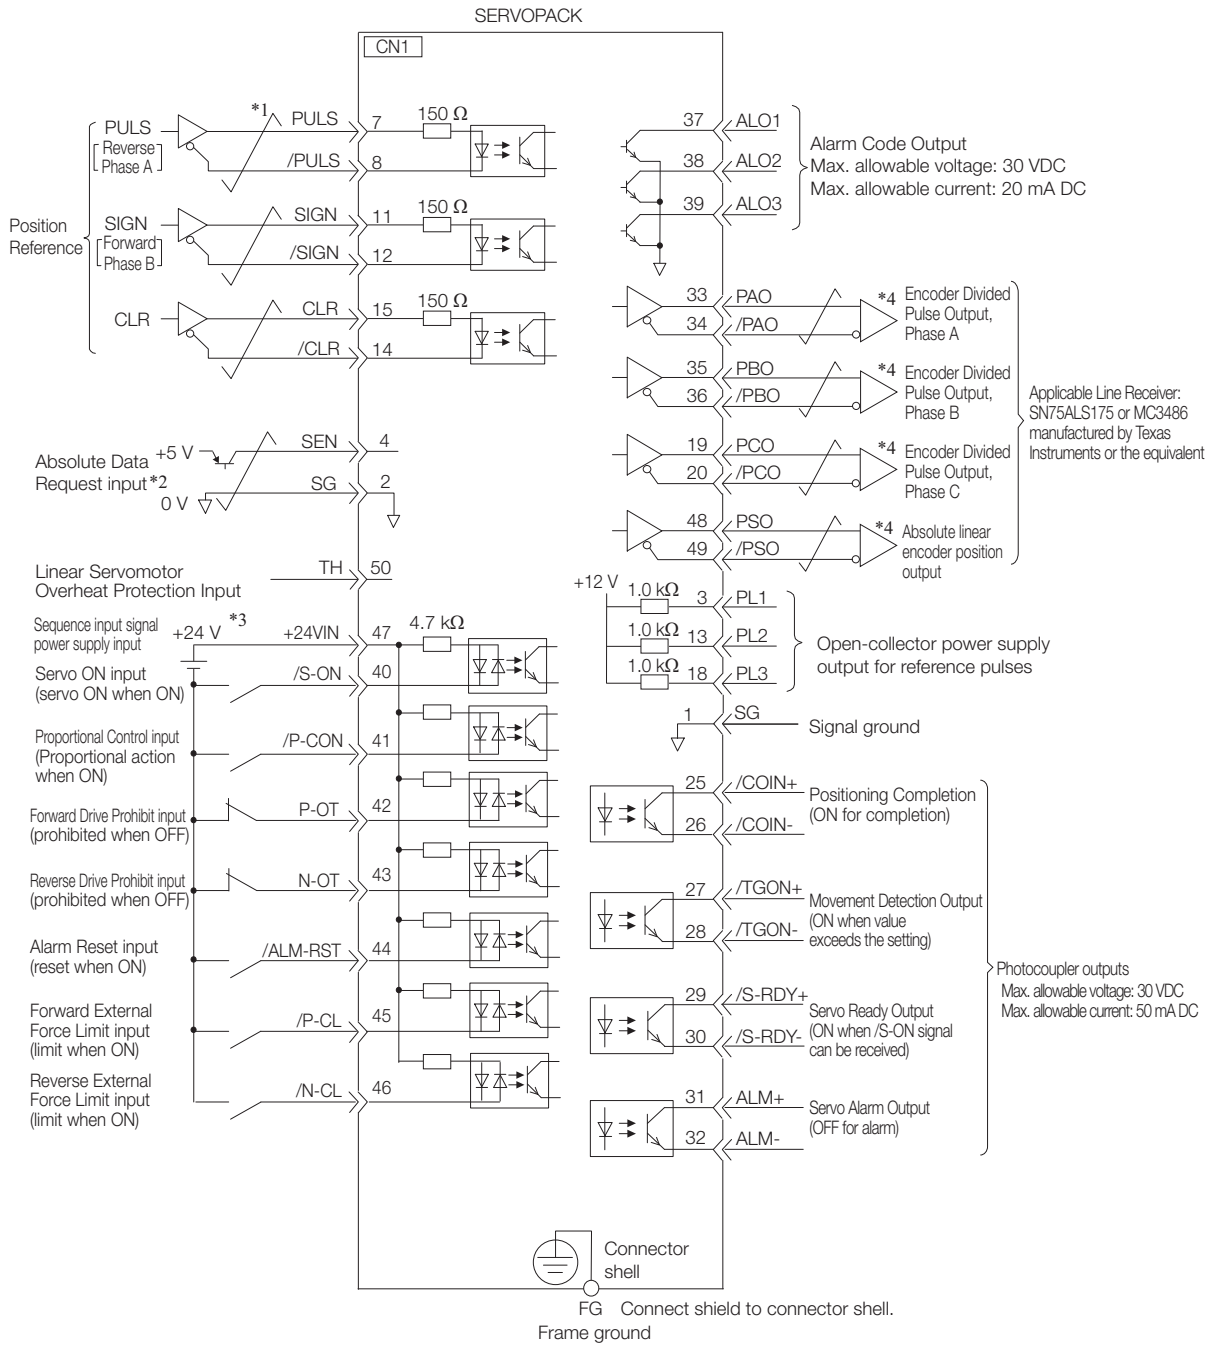 SERVOPACK
CN1
Position
Reference
PULS
Reverse
Phase A
*1
PULS
7
150 Ω
/PULS
8
SIGN
Forward
Phase B
SIGN
11
150 Ω
/SIGN
12
CLR
CLR
15
150 Ω
/CLR
14
Absolute Data
Request input*2
+5 V
0 V
SEN
4
SG
2
Linear Servomotor
Overheat Protection Input
TH
50
Sequence input signal
power supply input
+24 V
*3
+24VIN
47
4.7 kΩ
Servo ON input
(servo ON when ON)
/S-ON
40
Proportional Control input
(Proportional action
when ON)
/P-CON
41
Forward Drive Prohibit input
(prohibited when OFF)
P-OT
42
Reverse Drive Prohibit input
(prohibited when OFF)
N-OT
43
Alarm Reset input
(reset when ON)
/ALM-RST
44
Forward External
Force Limit input
(limit when ON)
/P-CL
45
Reverse External
Force Limit input
(limit when ON)
/N-CL
46
37
ALO1
38
ALO2
39
ALO3
Alarm Code Output
Max. allowable voltage: 30 VDC
Max. allowable current: 20 mA DC
33
PAO
34
/PAO
*4
Encoder Divided
Pulse Output,
Phase A
35
PBO
36
/PBO
*4
Encoder Divided
Pulse Output,
Phase B
19
PCO
20
/PCO
*4
Encoder Divided
Pulse Output,
Phase C
48
PSO
49
/PSO
*4
Absolute linear
encoder position
output
Applicable Line Receiver:
SN75ALS175 or MC3486
manufactured by Texas
Instruments or the equivalent
+12 V
1.0 kΩ
3
PL1
1.0 kΩ
13
PL2
1.0 kΩ
18
PL3
Open-collector power supply
output for reference pulses
1
SG
Signal ground
25
/COIN+
26
/COIN-
Positioning Completion
(ON for completion)
27
/TGON+
28
/TGON-
Movement Detection Output
(ON when value
exceeds the setting)
29
/S-RDY+
30
/S-RDY-
Servo Ready Output
(ON when /S-ON signal
can be received)
31
ALM+
32
ALM-
Servo Alarm Output
(OFF for alarm)
Photocoupler outputs
Max. allowable voltage: 30 VDC
Max. allowable current: 50 mA DC
Connector
shell
FG
Connect shield to connector shell.
Frame ground